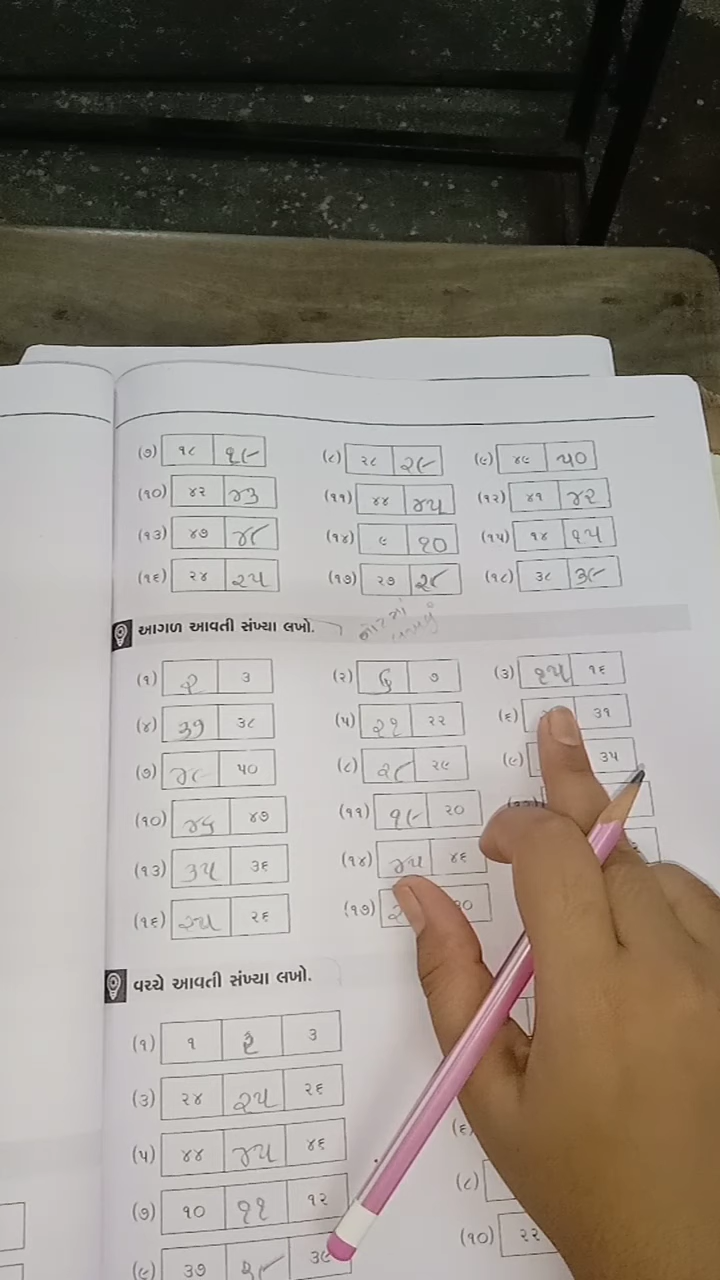 (૭) ૧૮ ૧૯ (૮) ૨૮ ૨૯ (૯) ૪૯ ૫૦
(૧૦) ૪૨ ૪૩ (૧૧) ૪૪ ૪૫ (૧૨) ૪૧ ૪૨
(૧૩) ૪૭ ૪૮ (૧૪) ૯ ૧૦ (૧૫) ૧૪ ૧૫
(૧૬) ૨૪ ૨૫ (૧૭) ૨૭ ૨૮ (૧૮) ૩૮ ૩૯
આગળ આવતી સંખ્યા લખો.
(૧) ૨ ૩ (૨) ૬ ૭ (૩) ૧૫ ૧૬
(૪) ૩૭ ૩૮ (૫) ૨૧ ૨૨ (૬) ૩૧
(૭) ૪૯ ૫૦ (૮) ૨૮ ૨૯ (૯) ૩૫
(૧૦) ૪૬ ૪૭ (૧૧) ૧૯ ૨૦
(૧૩) ૩૫ ૩૬ (૧૪) ૪૫ ૪૬
(૧૬) ૨૫ ૨૬ (૧૭)
વચ્ચે આવતી સંખ્યા લખો.
(૧) ૧ ૨ ૩
(૩) ૨૪ ૨૫ ૨૬
(૫) ૪૪ ૪૫ ૪૬ (૬)
(૭) ૧૦ ૧૧ ૧૨ (૮)
(૯) ૩૭ ૩૮ ૩૯ (૧૦) ૨૨